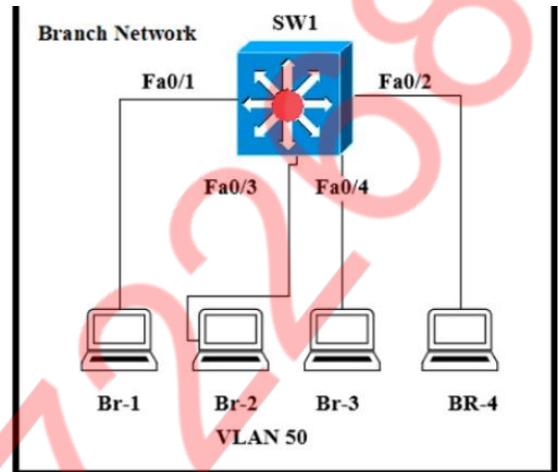 SW1
Branch Network
Fa0/1
Fa0/2
Fa0/3
Fa0/4
Br-1
Br-2
Br-3
BR-4
VLAN 50